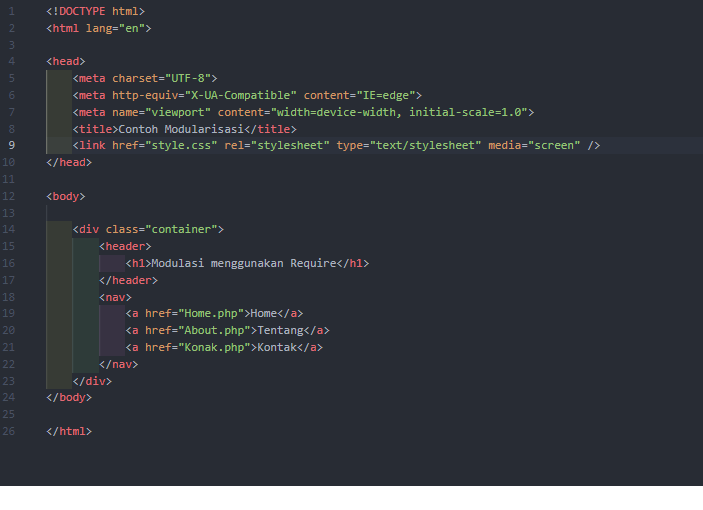 1 <!DOCTYPE html>
2 <html lang="en">
3
4 <head>
5 <meta charset="UTF-8">
6 <meta http-equiv="X-UA-Compatible" content="IE=edge">
7 <meta name="viewport" content="width=device-width, initial-scale=1.0">
8 <title>Contoh Modularisasi</title>
9 <link href="style.css" rel="stylesheet" type="text/stylesheet" media="screen" />
10 </head>
11
12 <body>
13
14 <div class="container">
15 <header>
16 <h1>Modulasi menggunakan Require</h1>
17 </header>
18 <nav>
19 <a href="Home.php">Home</a>
20 <a href="About.php">Tentang</a>
21 <a href="Konak.php">Kontak</a>
22 </nav>
23 </div>
24 </body>
25
26 </html>